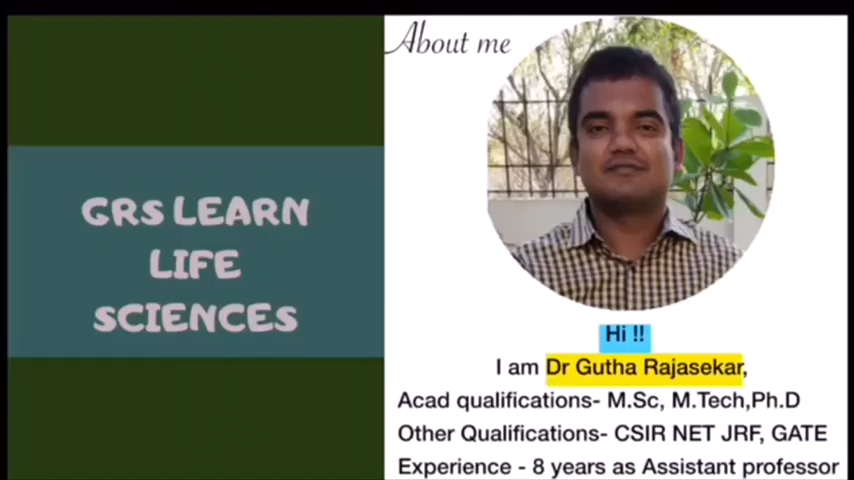 GRS LEARN
LIFE
SCIENCES
About me
Hi !!
I am Dr Gutha Rajasekar,
Acad qualifications- M.Sc, M.Tech,Ph.D
Other Qualifications- CSIR NET JRF, GATE
Experience - 8 years as Assistant professor